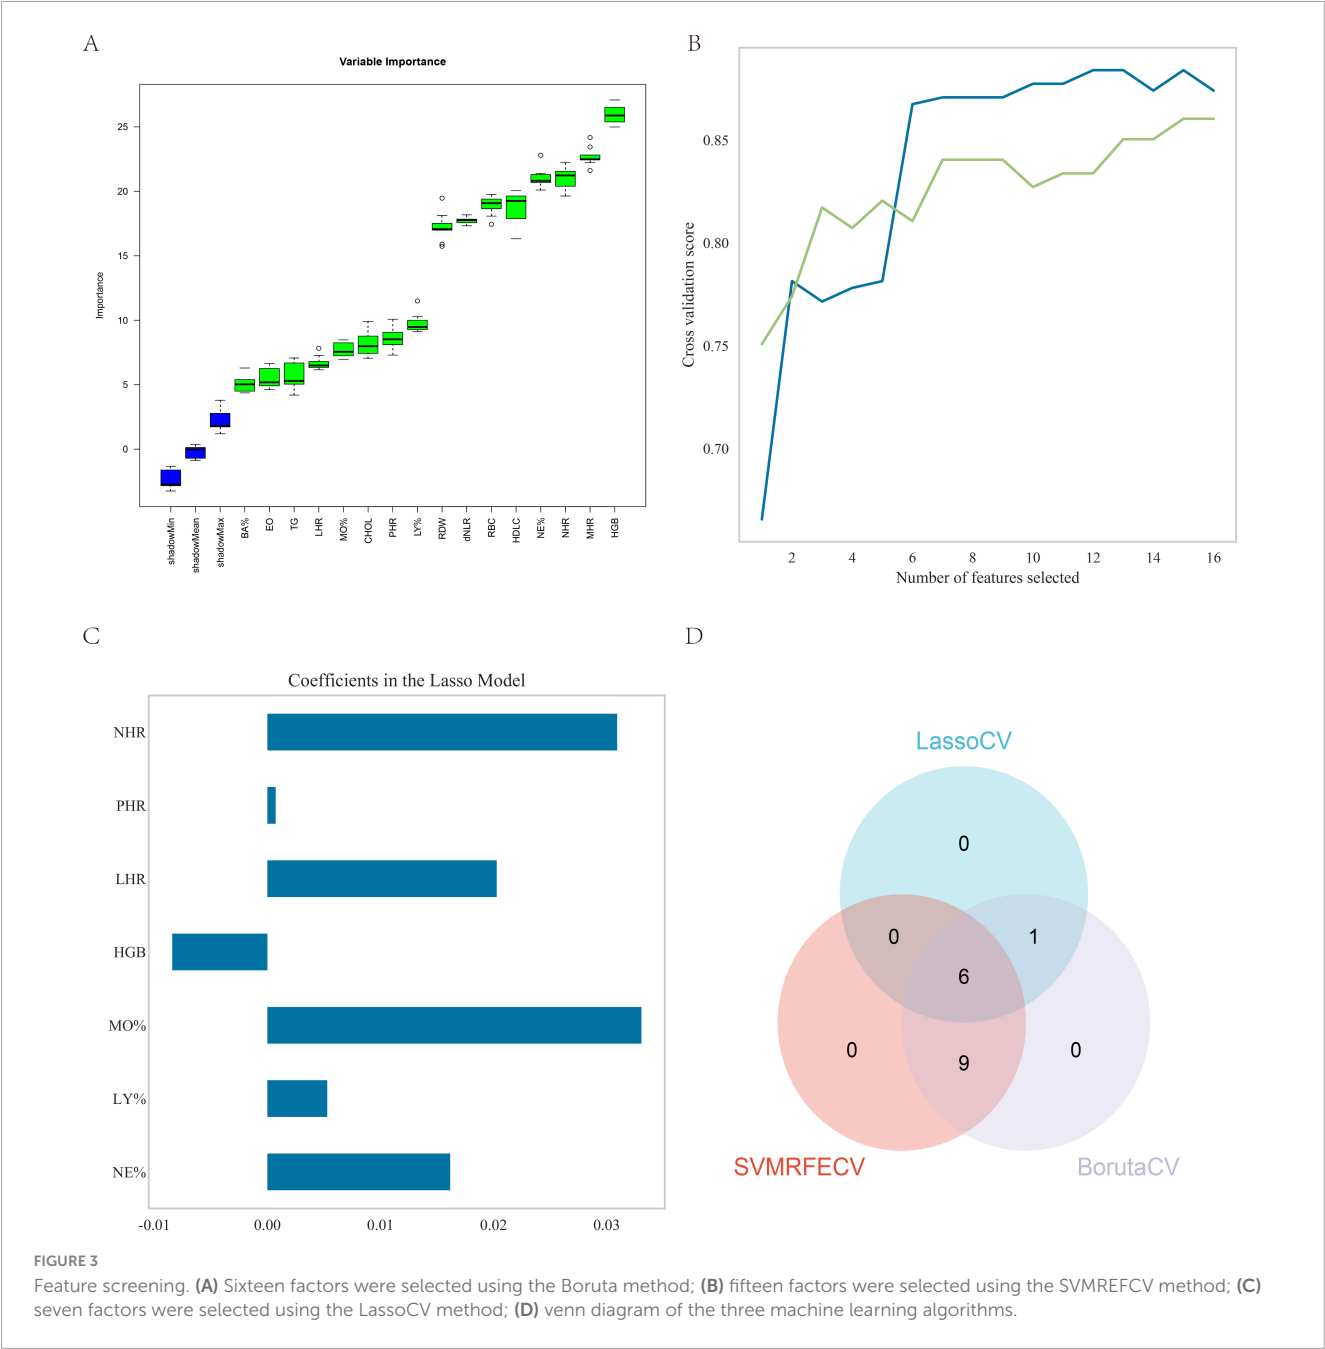 A
Variable Importance
Importance
25
20
15
10
5
0
shadowMin
shadowMean
shadowMax
BA%
EO
TG
LHR
MO%
CHOL
PHR
LY%
RDW
dNLR
RBC
HDLC
NE%
NHR
MHR
HGB
B
Cross validation score
0.85
0.80
0.75
0.70
2 4 6 8 10 12 14 16
Number of features selected
C
Coefficients in the Lasso Model
NHR
PHR
LHR
HGB
MO%
LY%
NE%
-0.01 0.00 0.01 0.02 0.03
D
LassoCV
0
0 1
6
0 9 0
SVMRFECV BorutaCV
FIGURE 3
Feature screening. (A) Sixteen factors were selected using the Boruta method; (B) fifteen factors were selected using the SVMREFCV method; (C)
seven factors were selected using the LassoCV method; (D) venn diagram of the three machine learning algorithms.